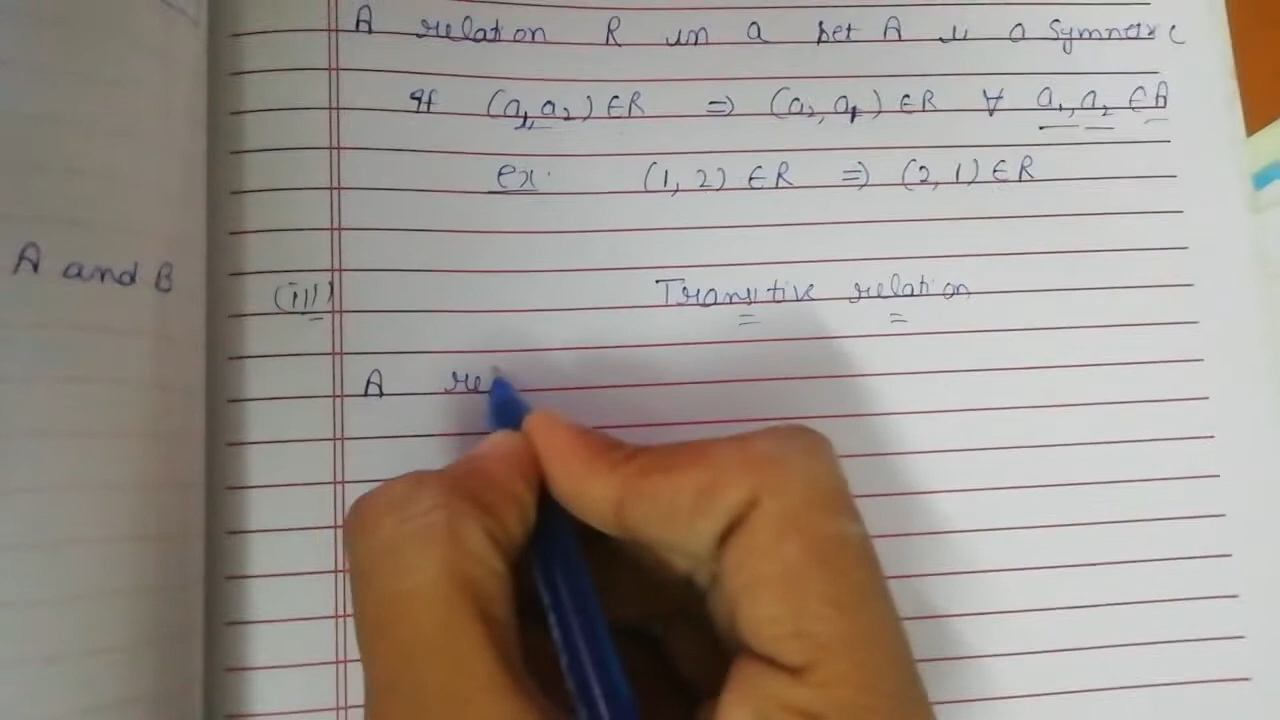 A and B
A relation R in a set A is a Symmetric
if (a₁, a₂) ∈ R ⇒ (a₂, a₁) ∈ R ∀ a₁, a₂ ∈ A
ex. (1, 2) ∈ R ⇒ (2, 1) ∈ R
(iii) Transitive relation
A re